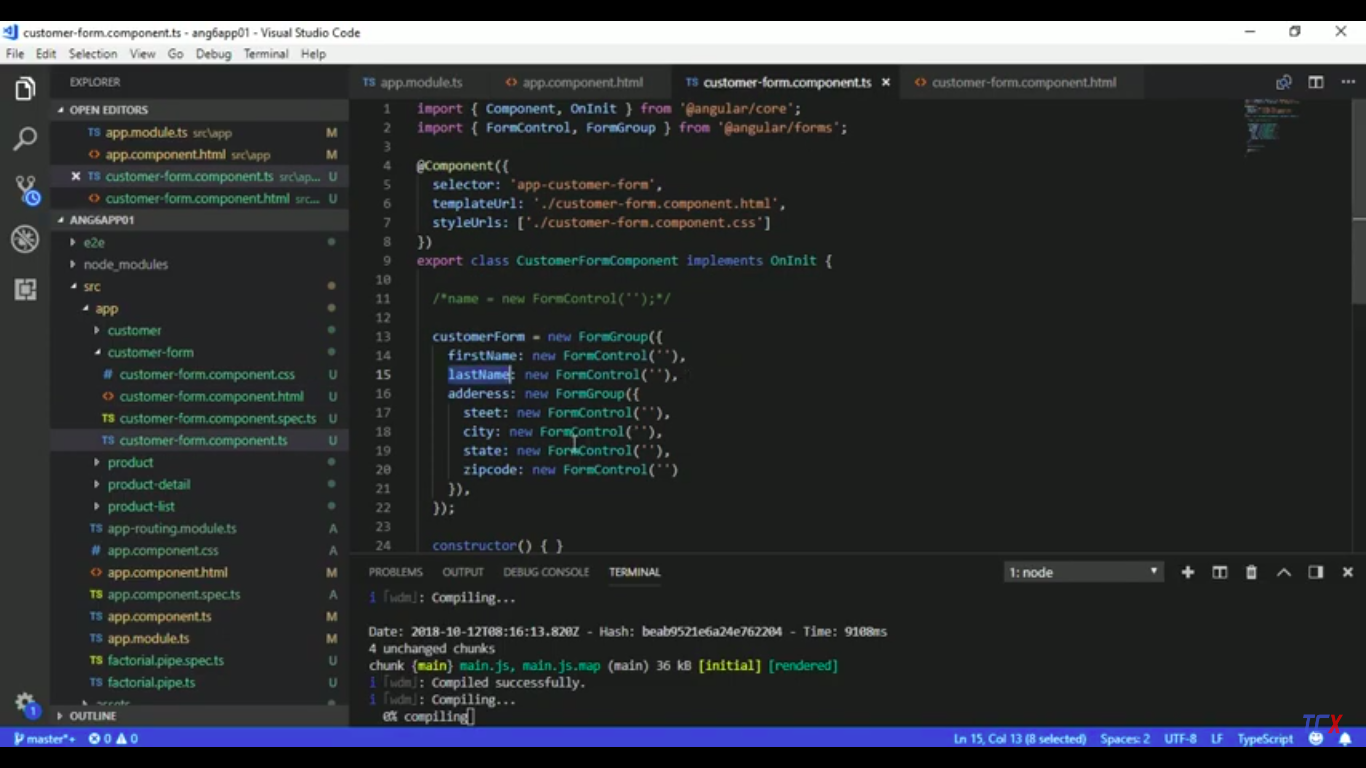 customer-form.component.ts - ang6app01 - Visual Studio Code
File Edit Selection View Go Debug Terminal Help
EXPLORER
OPEN EDITORS
TS app.module.ts src\app M
<> app.component.html src\app M
× TS customer-form.component.ts src\ap... U
<> customer-form.component.html src... U
ANG6APP01
e2e
node_modules
src
app
customer
customer-form
# customer-form.component.css U
<> customer-form.component.html U
TS customer-form.component.spec.ts U
TS customer-form.component.ts U
product
product-detail
product-list
TS app-routing.module.ts A
# app.component.css A
<> app.component.html M
TS app.component.spec.ts A
TS app.component.ts M
TS app.module.ts M
TS factorial.pipe.spec.ts U
TS factorial.pipe.ts U
OUTLINE
TS app.module.ts <> app.component.html TS customer-form.component.ts × <> customer-form.component.html
1 import { Component, OnInit } from '@angular/core';
2 import { FormControl, FormGroup } from '@angular/forms';
3
4 @Component({
5 selector: 'app-customer-form',
6 templateUrl: './customer-form.component.html',
7 styleUrls: ['./customer-form.component.css']
8 })
9 export class CustomerFormComponent implements OnInit {
10
11 /*name = new FormControl('');*/
12
13 customerForm = new FormGroup({
14 firstName: new FormControl(''),
15 lastName: new FormControl(''),
16 adderess: new FormGroup({
17 steet: new FormControl(''),
18 city: new FormControl(''),
19 state: new FormControl(''),
20 zipcode: new FormControl('')
21 }),
22 });
23
24 constructor() { }
PROBLEMS OUTPUT DEBUG CONSOLE TERMINAL 1: node
i ｢wdm｣: Compiling...
Date: 2018-10-12T08:16:13.820Z - Hash: beab9521e6a24e762204 - Time: 9108ms
4 unchanged chunks
chunk {main} main.js, main.js.map (main) 36 kB [initial] [rendered]
i ｢wdm｣: Compiled successfully.
i ｢wdm｣: Compiling...
0% compiling
1
TCX
master*+ 0 0 Ln 15, Col 13 (8 selected) Spaces: 2 UTF-8 LF TypeScript